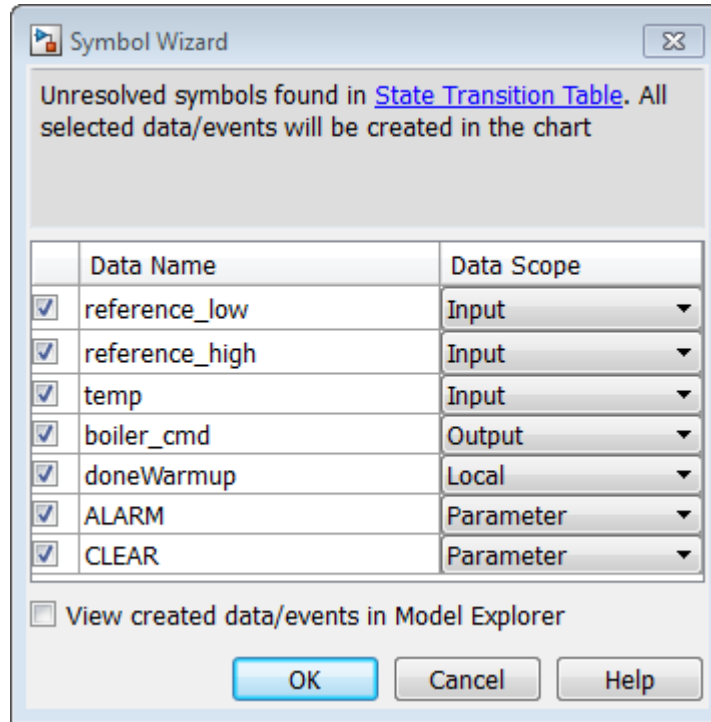 Symbol Wizard
Unresolved symbols found in State Transition Table. All
selected data/events will be created in the chart
Data Name Data Scope
reference_low Input
reference_high Input
temp Input
boiler_cmd Output
doneWarmup Local
ALARM Parameter
CLEAR Parameter
View created data/events in Model Explorer
OK Cancel Help